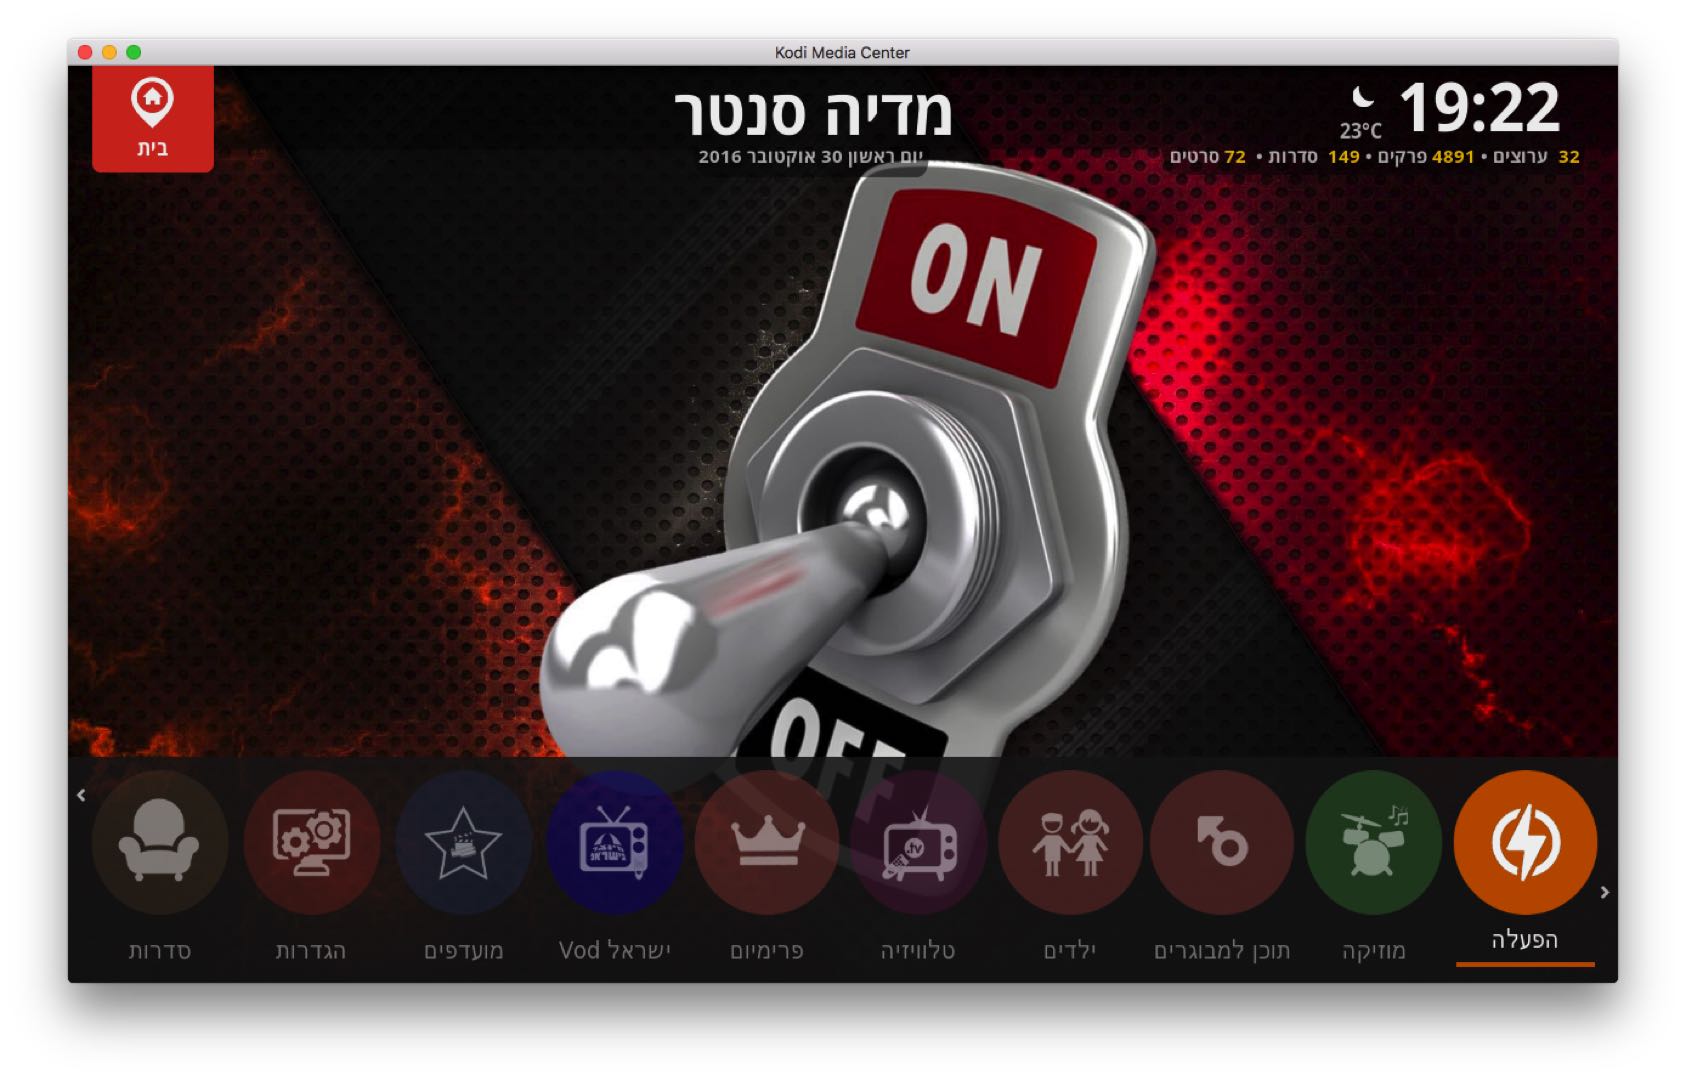 Kodi Media Center
בית
מדיה סנטר
יום ראשון 30 אוקטובר 2016
19:22
23°C
32 ערוצים • 4891 פרקים • 149 סדרות • 72 סרטים
ON
OFF
.tv
הפעלה
מוזיקה
תוכן למבוגרים
ילדים
טלוויזיה
פרימיום
ישראל Vod
מועדפים
הגדרות
סדרות